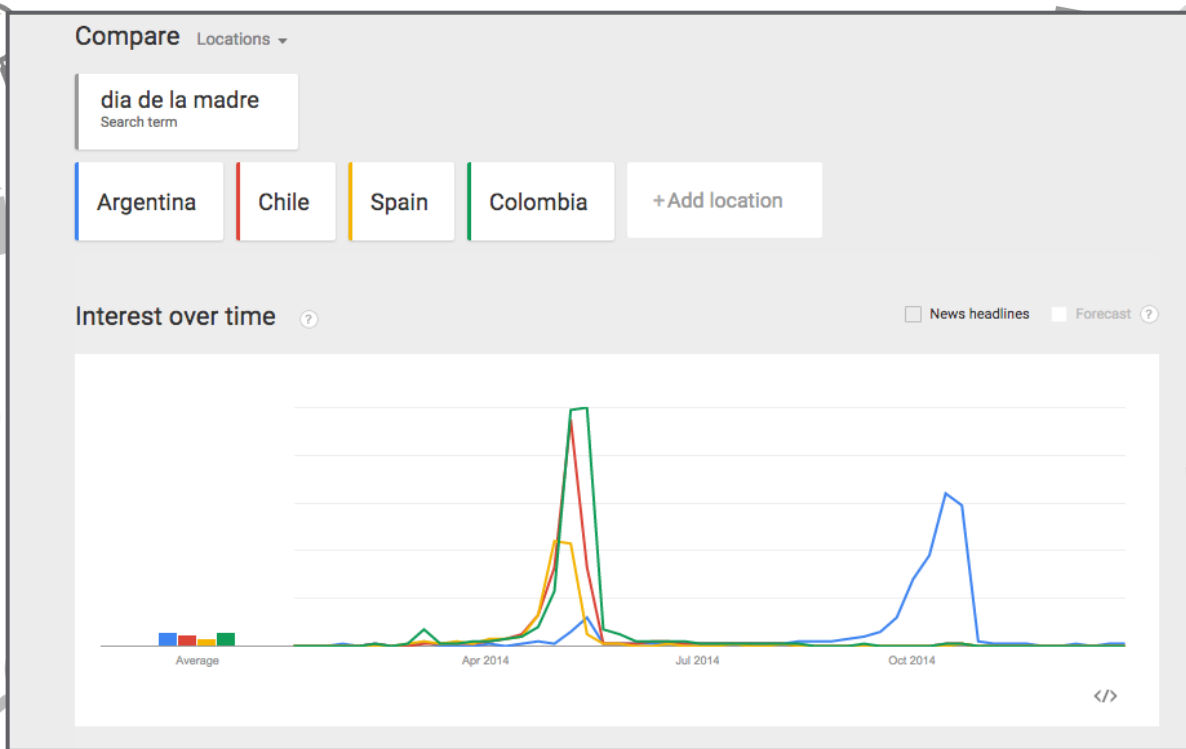 Compare Locations
dia de la madre
Search term
Argentina Chile Spain Colombia +Add location
Interest over time ? News headlines Forecast ?
Average Apr 2014 Jul 2014 Oct 2014
</>